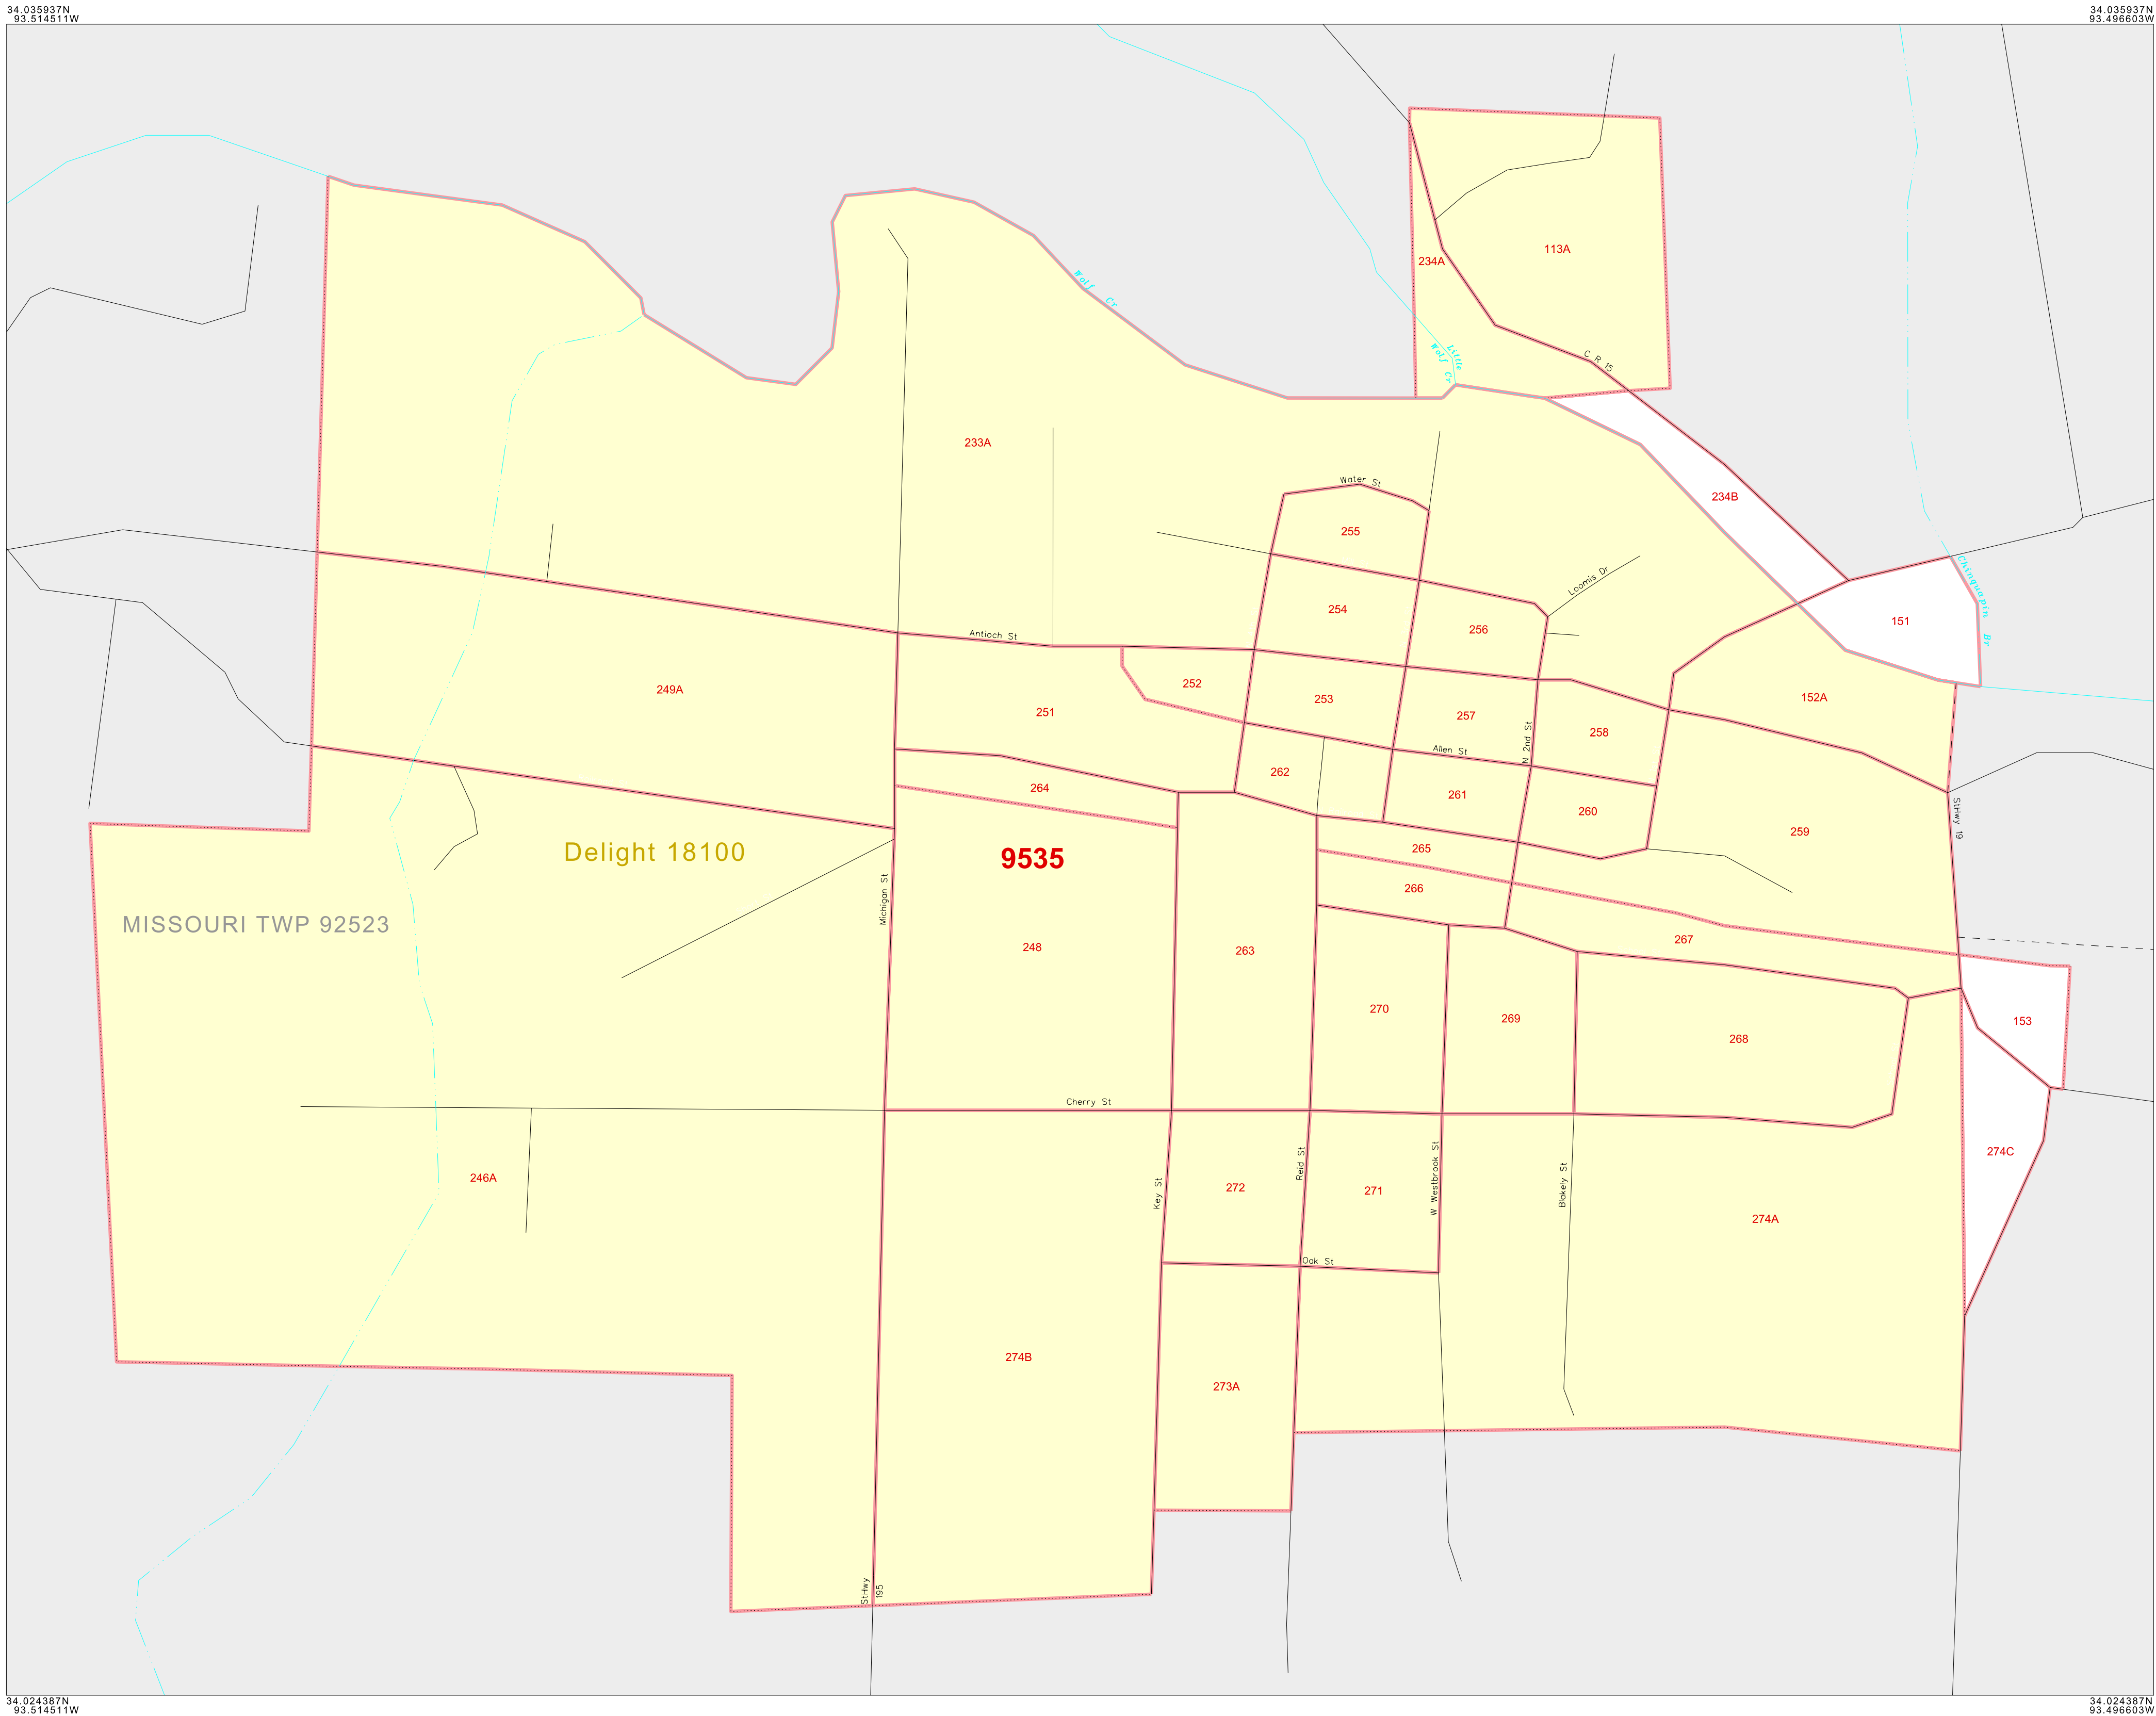 34.035937N
93.514511W
34.035937N
93.496603W
113A
234A
Wolf Cr
Little
Wolf Cr
C R 15
233A
Water St
234B
255
Chinquapin Br
Loomis Dr
254
256
151
Antioch St
249A
252
253
152A
251
257
N 2nd St
258
Allen St
262
264
261
260
StHwy 19
259
Delight 18100
9535
265
266
Michigan St
MISSOURI TWP 92523
248
263
267
270
269
153
268
Cherry St
274C
246A
Key St
272
Reid St
271
W Westbrook St
Blakely St
274A
Oak St
274B
273A
StHwy
195
34.024387N
93.514511W
34.024387N
93.496603W